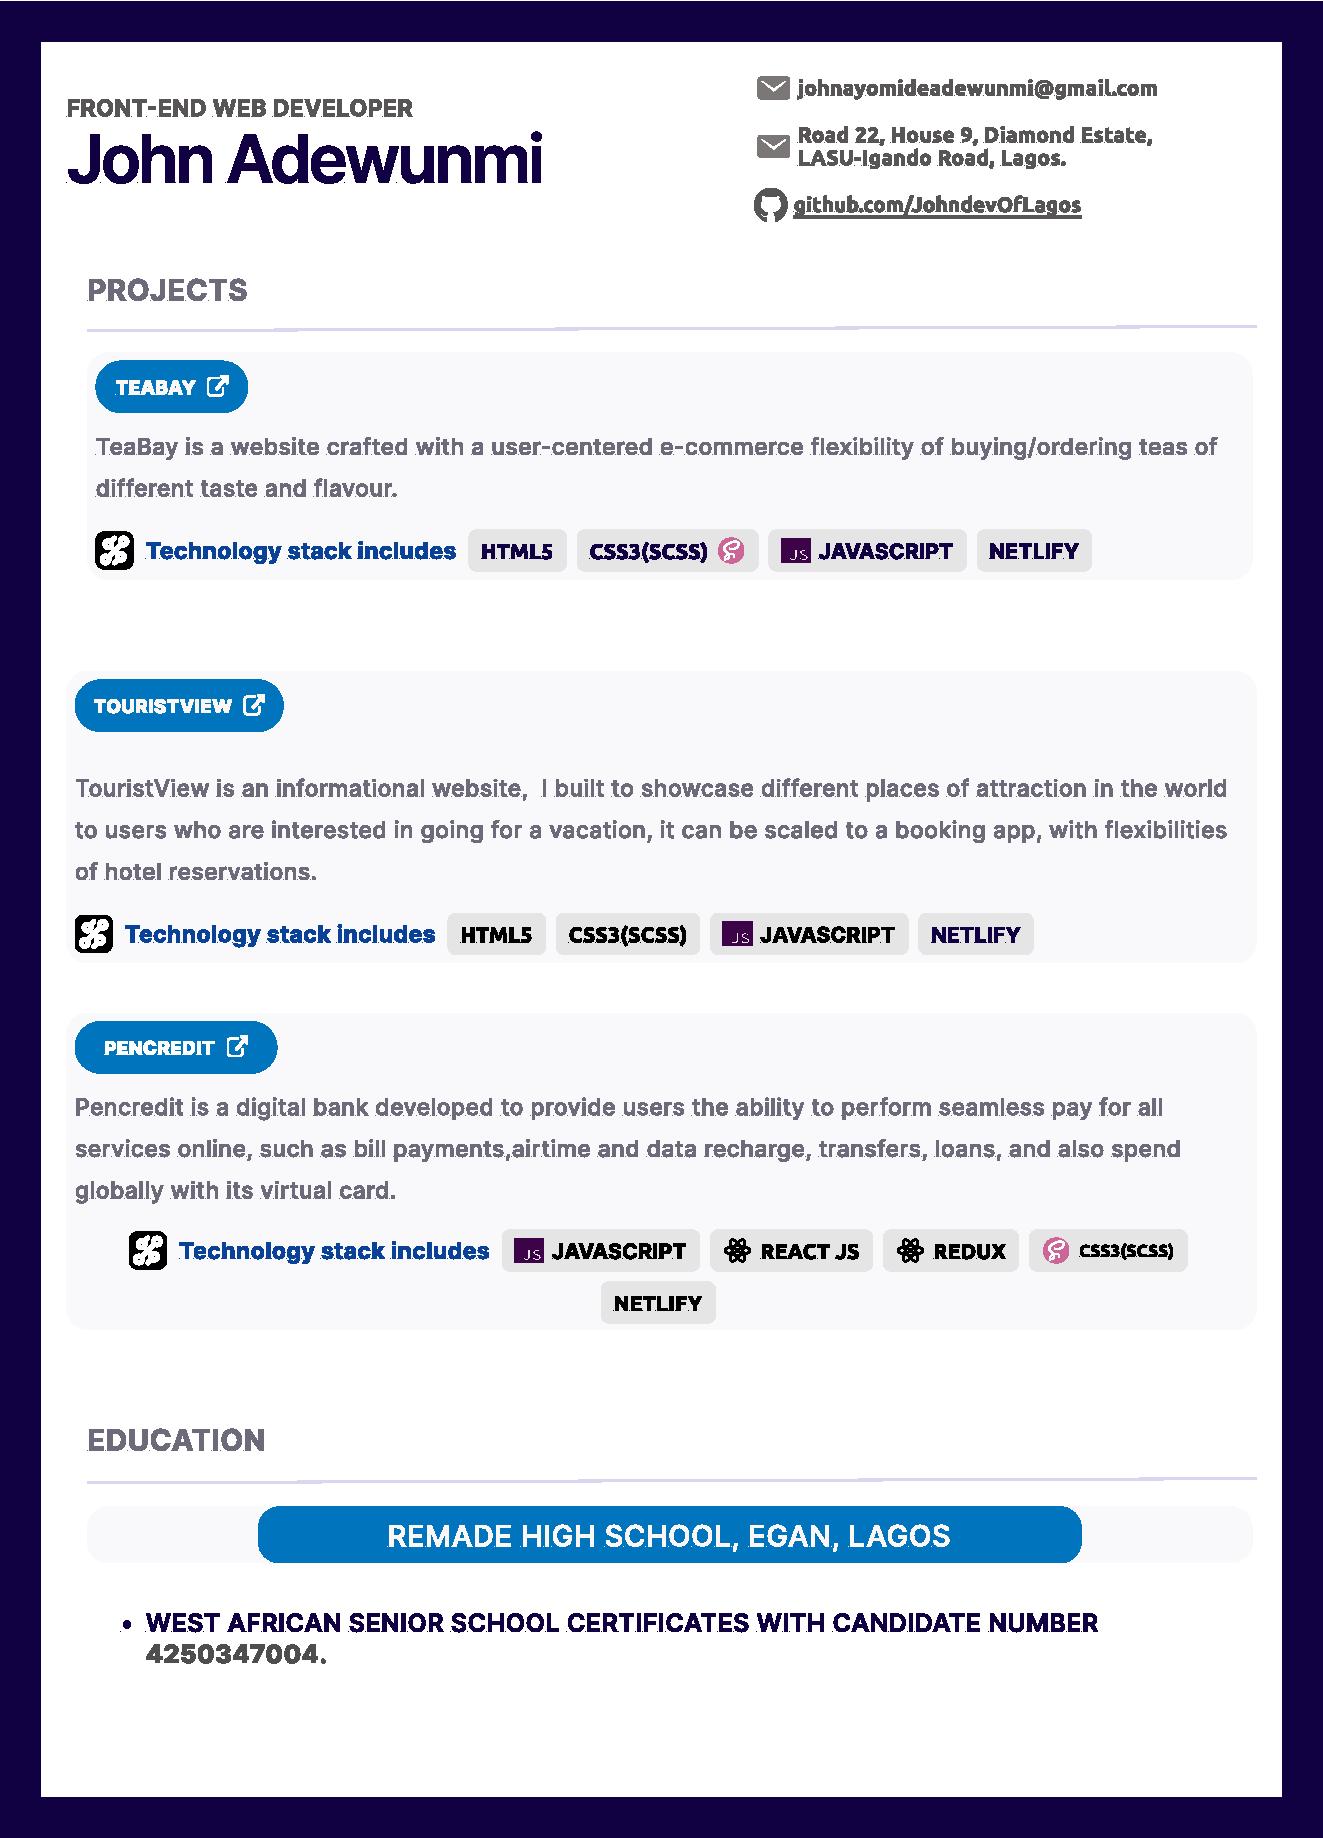 FRONT-END WEB DEVELOPER
John Adewunmi
johnayomideadewunmi@gmail.com
Road 22, House 9, Diamond Estate,
LASU-Igando Road, Lagos.
github.com/JohndevOfLagos
PROJECTS
TEABAY
TeaBay is a website crafted with a user-centered e-commerce flexibility of buying/ordering teas of
different taste and flavour.
Technology stack includes HTML5 CSS3(SCSS) JS JAVASCRIPT NETLIFY
TOURISTVIEW
TouristView is an informational website,  I built to showcase different places of attraction in the world
to users who are interested in going for a vacation, it can be scaled to a booking app, with flexibilities
of hotel reservations.
Technology stack includes HTML5 CSS3(SCSS) JS JAVASCRIPT NETLIFY
PENCREDIT
Pencredit is a digital bank developed to provide users the ability to perform seamless pay for all
services online, such as bill payments,airtime and data recharge, transfers, loans, and also spend
globally with its virtual card.
Technology stack includes JS JAVASCRIPT REACT JS REDUX CSS3(SCSS)
NETLIFY
EDUCATION
REMADE HIGH SCHOOL, EGAN, LAGOS
• WEST AFRICAN SENIOR SCHOOL CERTIFICATES WITH CANDIDATE NUMBER
4250347004.